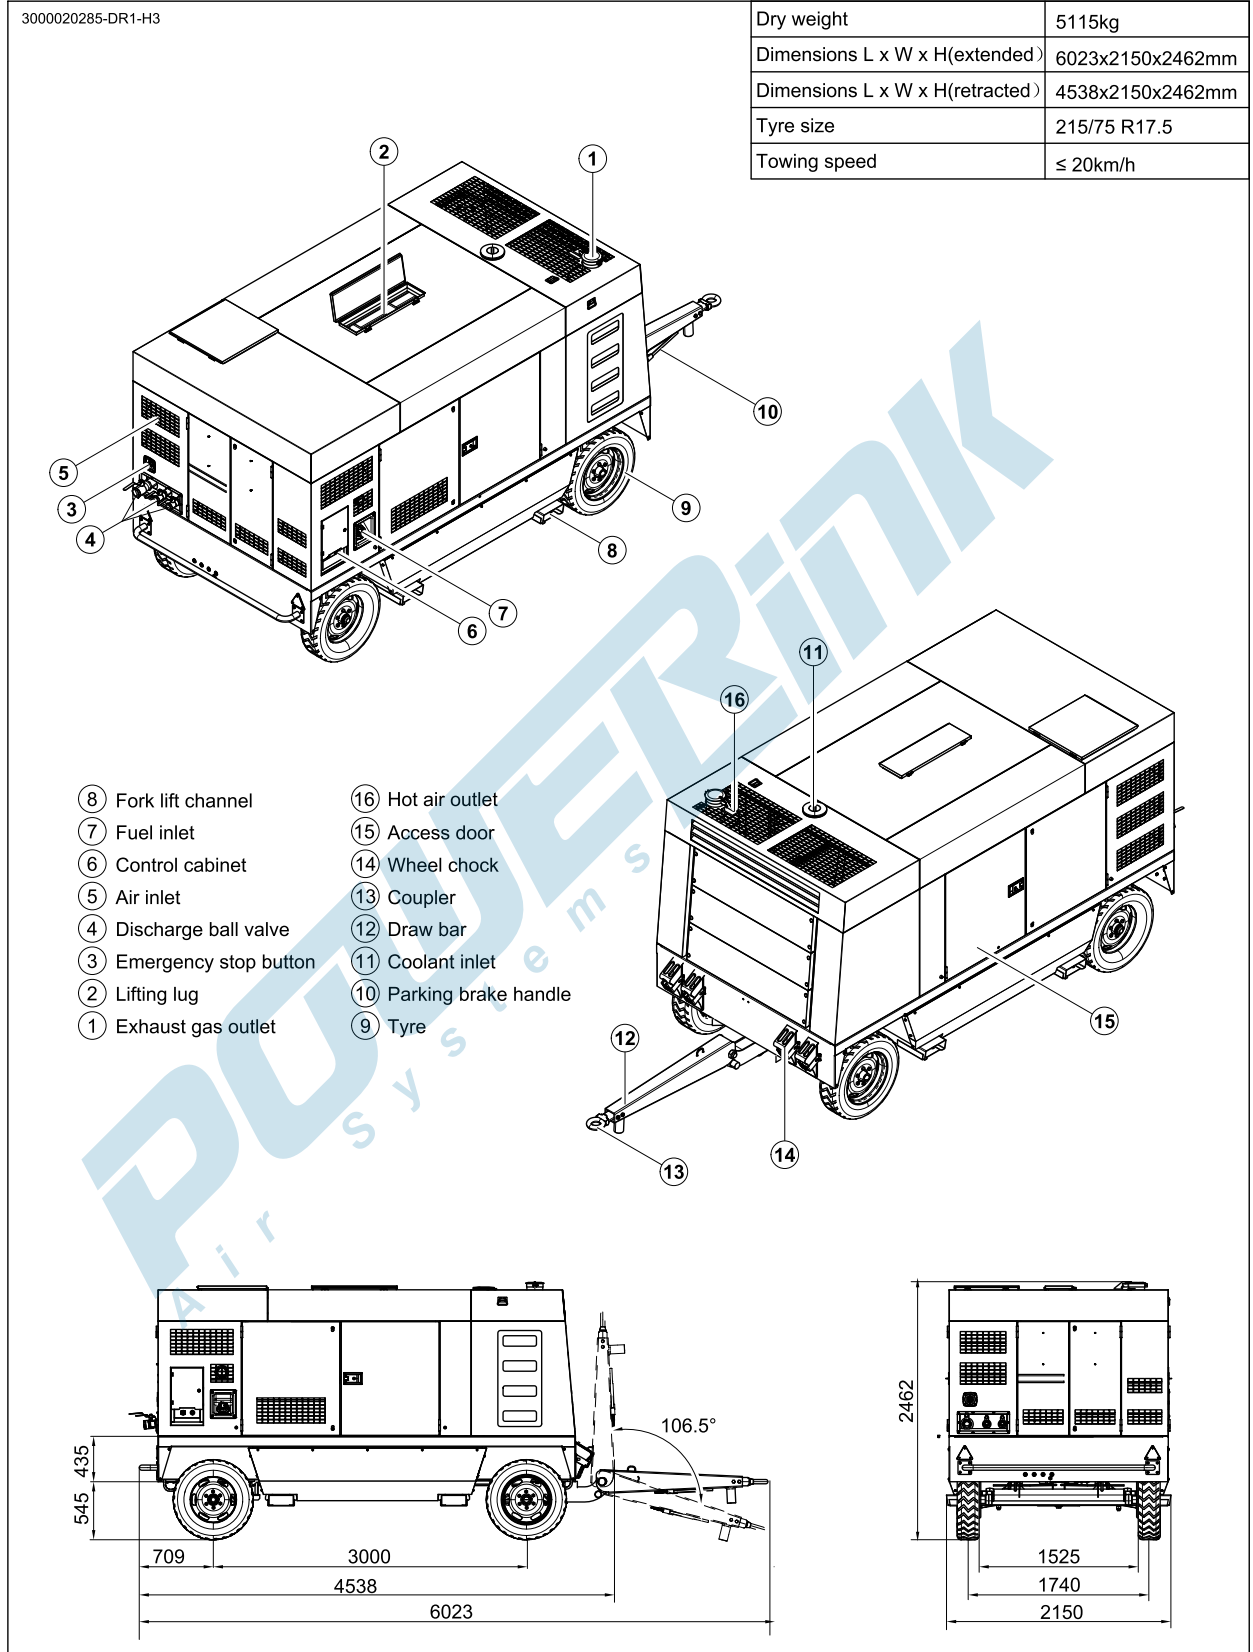 3000020285-DR1-H3
Dry weight 5115kg
Dimensions L x W x H(extended） 6023x2150x2462mm
Dimensions L x W x H(retracted） 4538x2150x2462mm
Tyre size 215/75 R17.5
Towing speed ≤ 20km/h
2
1
10
5
3
9
4
8
7
6
11
16
8 Fork lift channel
7 Fuel inlet
6 Control cabinet
5 Air inlet
4 Discharge ball valve
3 Emergency stop button
2 Lifting lug
1 Exhaust gas outlet
16 Hot air outlet
15 Access door
14 Wheel chock
13 Coupler
12 Draw bar
11 Coolant inlet
10 Parking brake handle
9 Tyre
15
12
14
13
POWERink
Air Systems
106.5°
435
545
709
3000
4538
6023
2462
1525
1740
2150